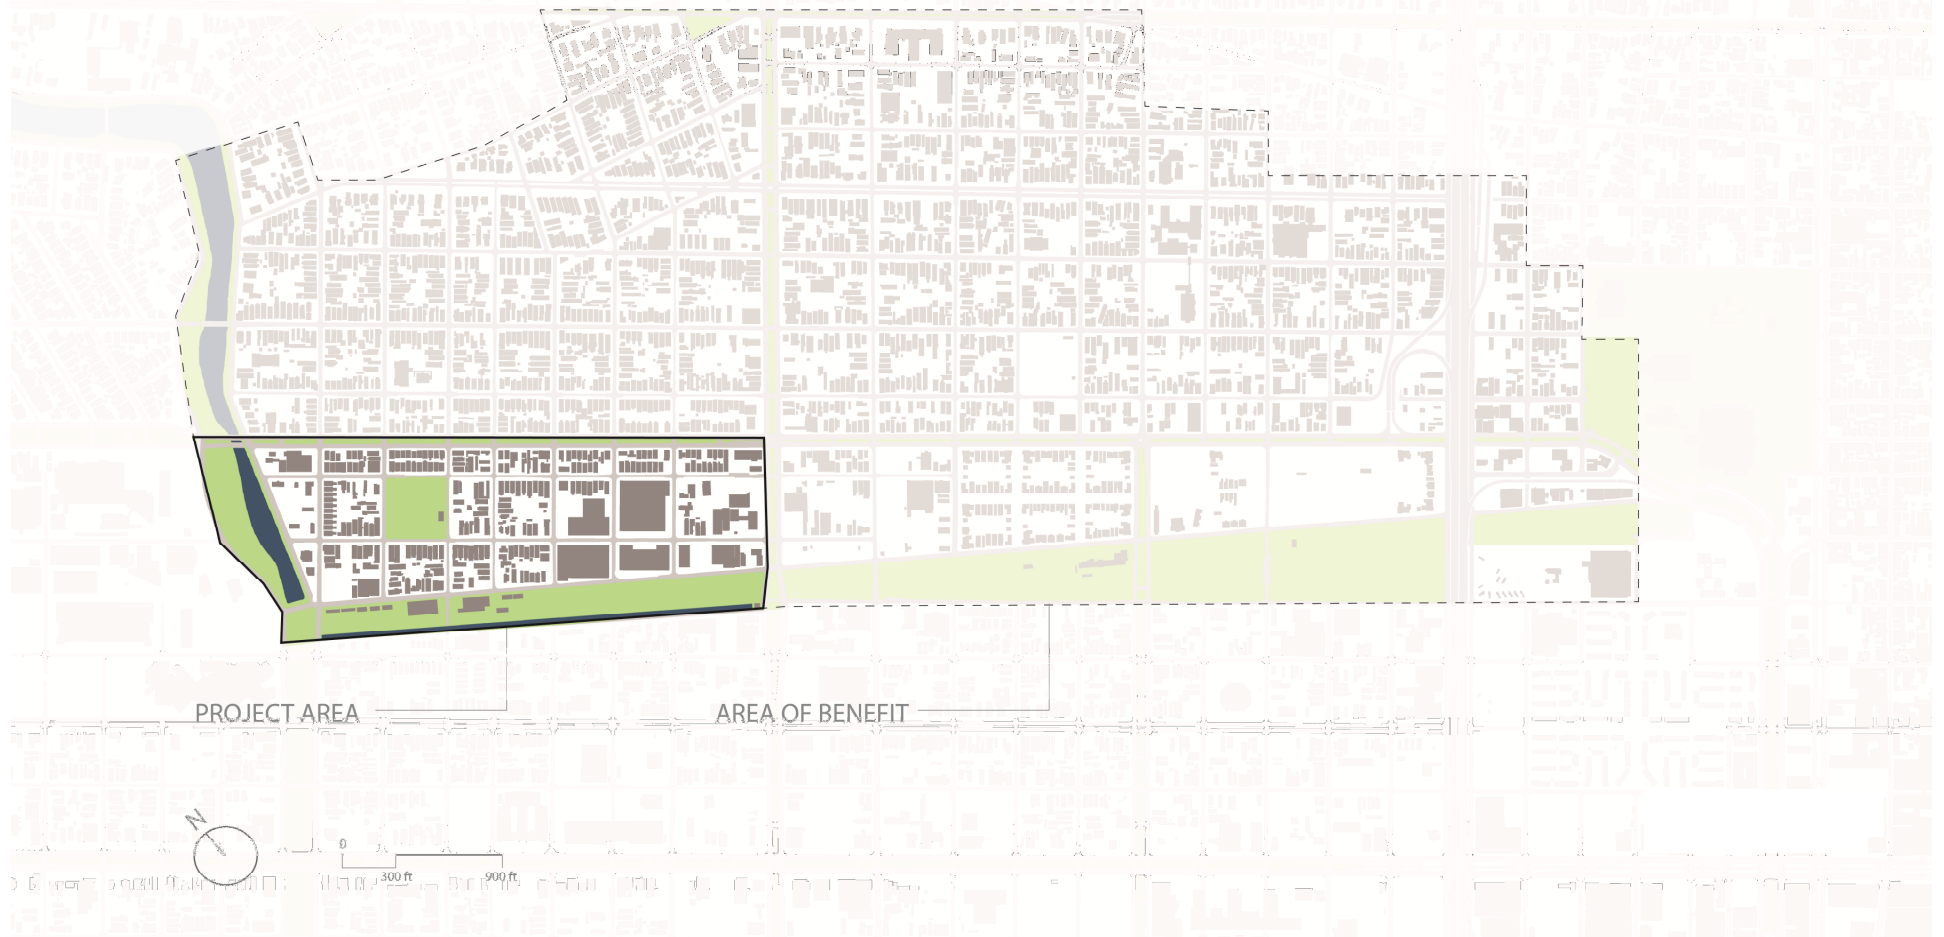 PROJECT AREA
AREA OF BENEFIT
N
0
300 ft
900 ft